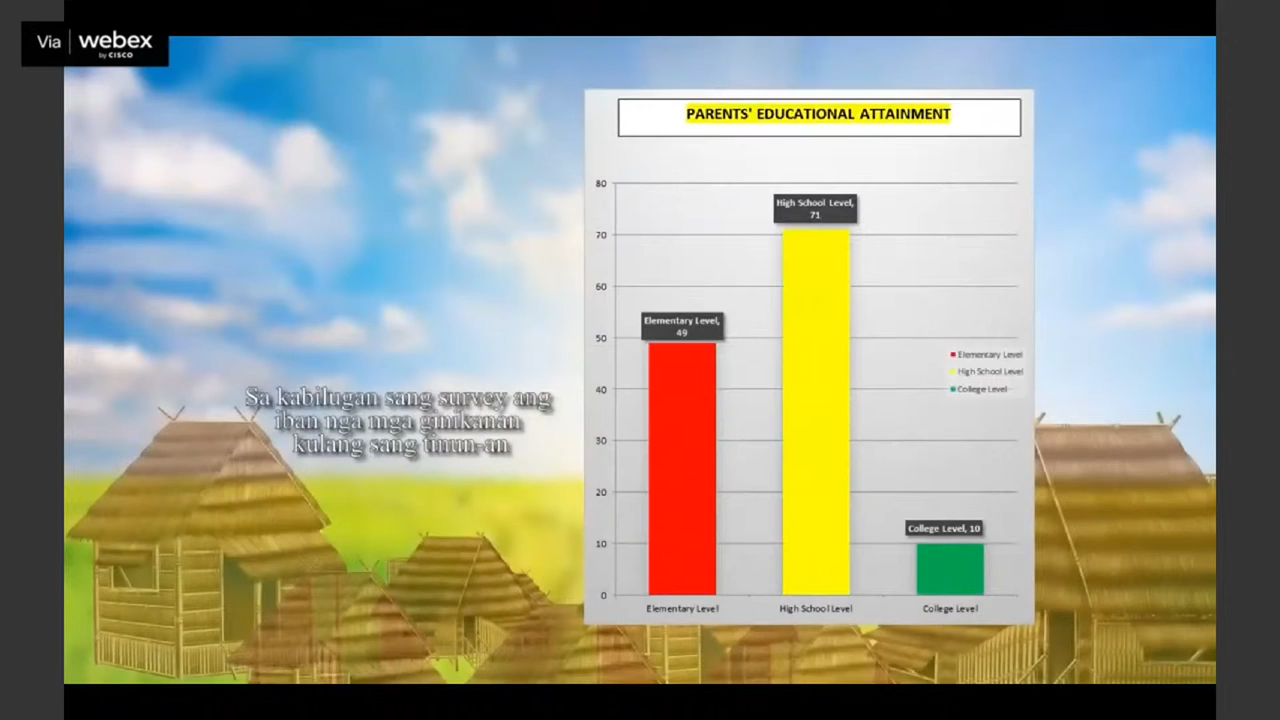 Via webex
by CISCO
PARENTS' EDUCATIONAL ATTAINMENT
80
70
60
50
40
30
20
10
0
High School Level,
71
Elementary Level,
49
College Level, 10
Elementary Level
High School Level
College Level
Elementary Level
High School Level
College Level
Sa kabilugan sang survey ang
iban nga mga ginikanan
kulang sang tinun-an